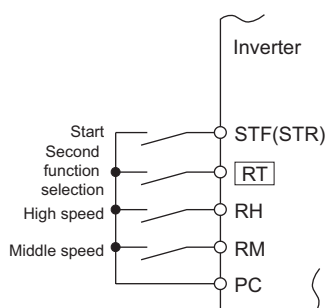 Inverter
Start
STF(STR)
Second
function
selection
RT
High speed
RH
Middle speed
RM
PC